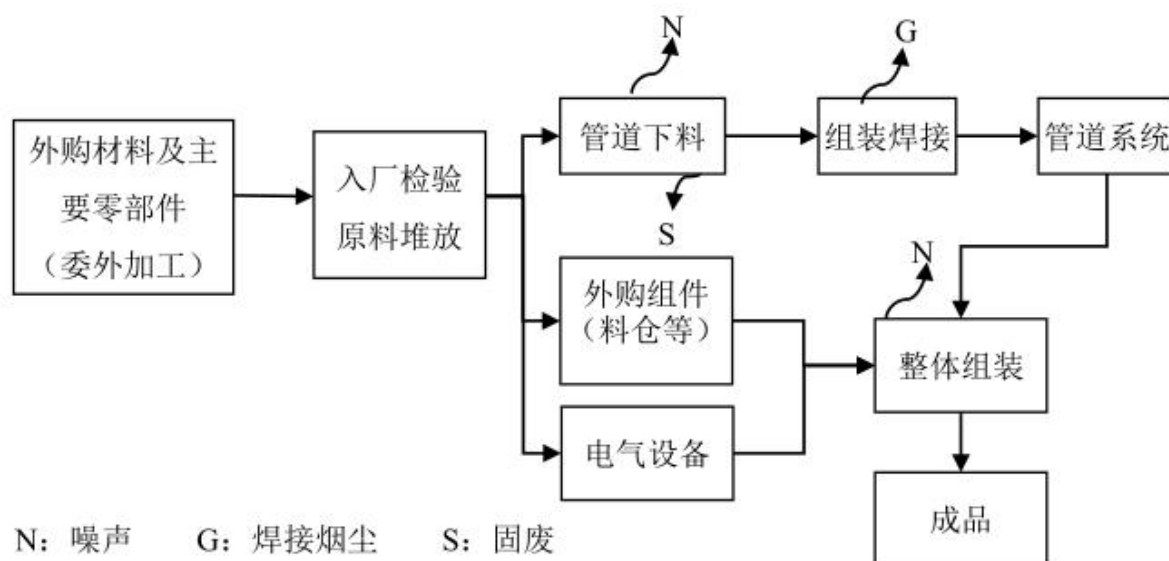 N
G
外购材料及主
要零部件
（委外加工）
入厂检验
原料堆放
管道下料
组装焊接
管道系统
S
N
外购组件
（料仓等）
整体组装
电气设备
成品
N：噪声 G：焊接烟尘 S：固废